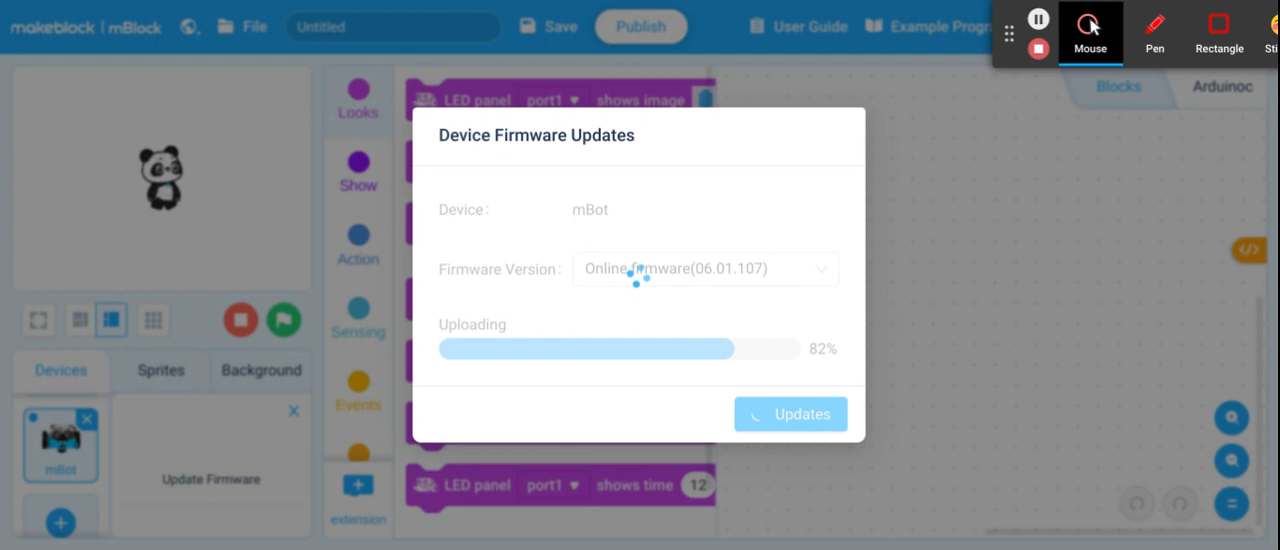 makeblock | mBlock
File
Untitled
Save
Publish
User Guide
Example Progr
Mouse
Pen
Rectangle
Sti
Looks
Show
Action
Sensing
Events
extension
LED panel port1 ▼ shows image
Device Firmware Updates
Device:
mBot
Firmware Version:
Online firmware(06.01.107)
Uploading
82%
Updates
LED panel port1 ▼ shows time 12
Blocks
Arduinoc
</>
Devices
Sprites
Background
mBot
X
Update Firmware